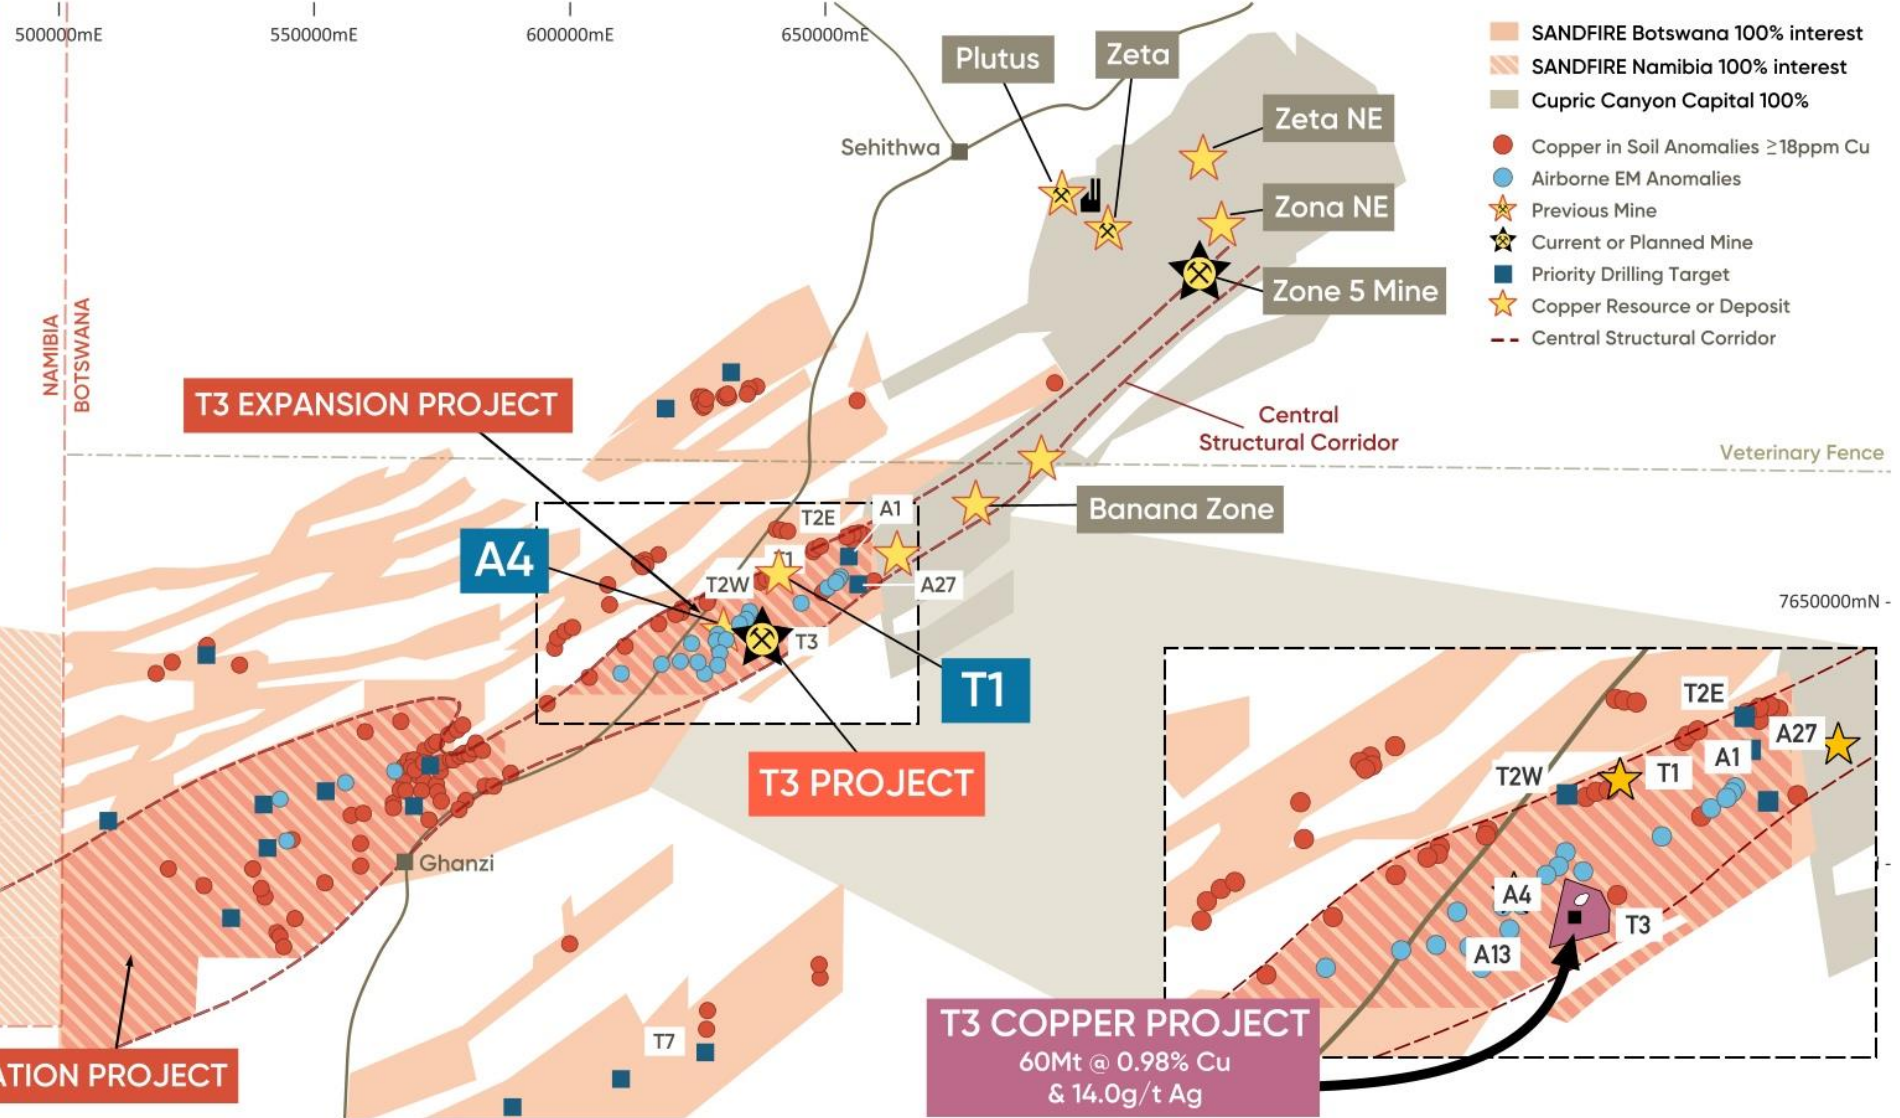 500000mE
550000mE
600000mE
650000mE
SANDFIRE Botswana 100% interest
SANDFIRE Namibia 100% interest
Cupric Canyon Capital 100%
Copper in Soil Anomalies ≥18ppm Cu
Airborne EM Anomalies
Previous Mine
Current or Planned Mine
Priority Drilling Target
Copper Resource or Deposit
Central Structural Corridor
Plutus
Zeta
Zeta NE
Sehithwa
Zona NE
Zone 5 Mine
NAMIBIA
BOTSWANA
T3 EXPANSION PROJECT
Central
Structural Corridor
Veterinary Fence
Banana Zone
A1
T2E
A4
T2W
A27
T3
T1
7650000mN
T3 PROJECT
Ghanzi
T2E
A27
A1
T1
T2W
A4
T3
A13
T7
T3 COPPER PROJECT
60Mt @ 0.98% Cu
& 14.0g/t Ag
PROJECT